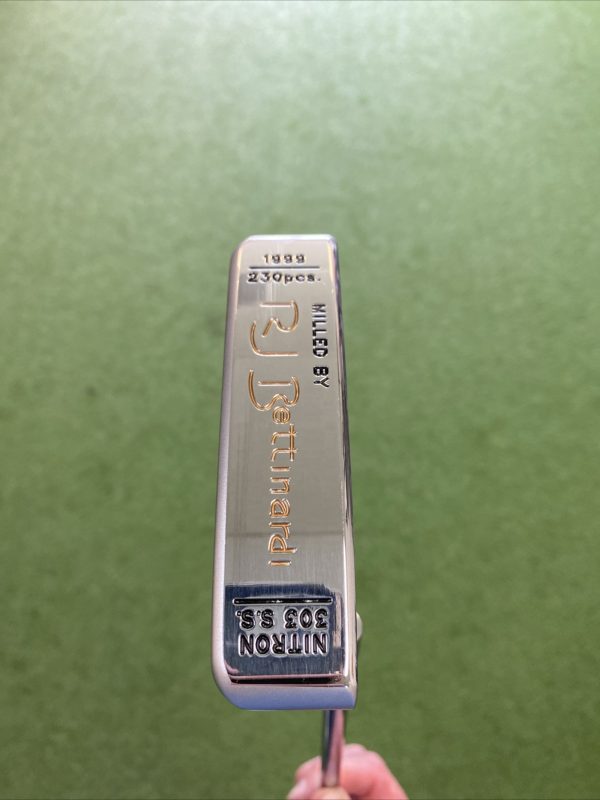 1999
230pcs.
MILLED BY
RJ Bettinardi
NITRON
303 S.S.